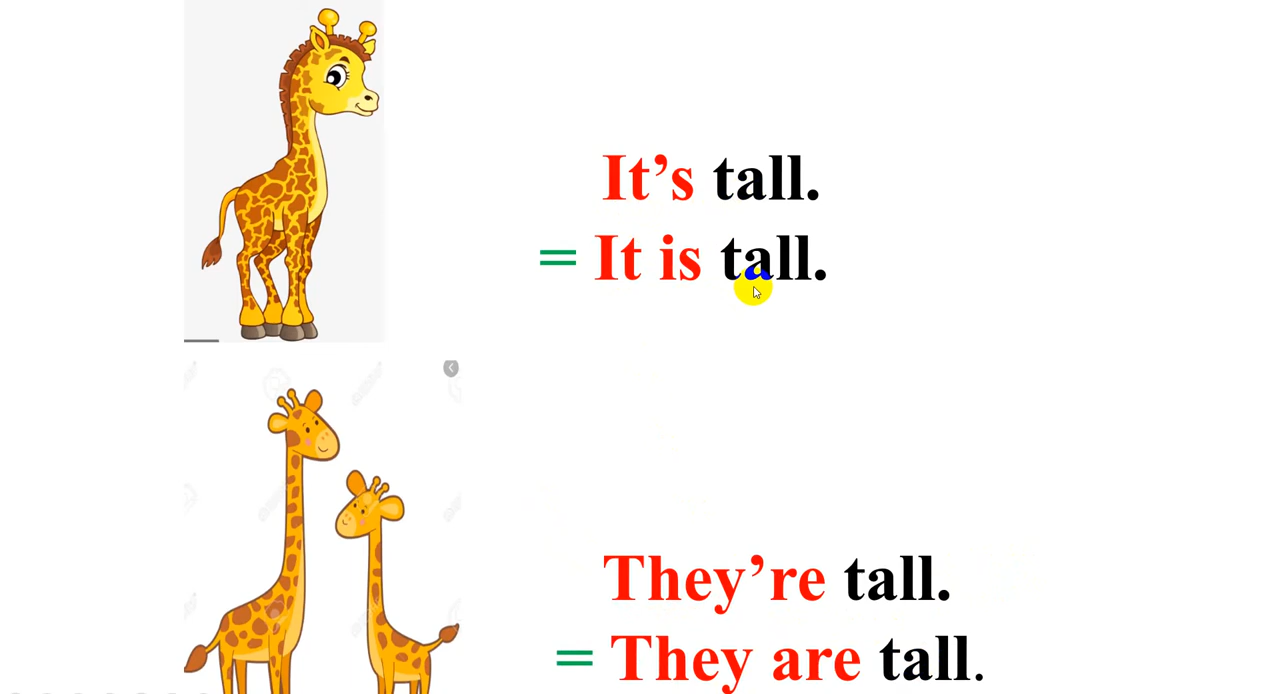 It’s tall.
= It is tall.
They’re tall.
= They are tall.